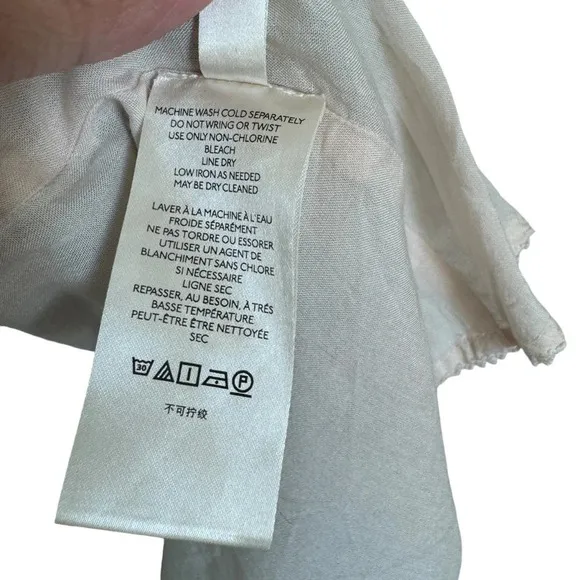 MACHINE WASH COLD SEPARATELY
DO NOT WRING OR TWIST
USE ONLY NON-CHLORINE
BLEACH
LINE DRY
LOW IRON AS NEEDED
MAY BE DRY CLEANED
LAVER À LA MACHINE À L'EAU
FROIDE SÉPARÉMENT
NE PAS TORDRE OU ESSORER
UTILISER UN AGENT DE
BLANCHIMENT SANS CHLORE
SI NÉCESSAIRE
LIGNE SEC
REPASSER, AU BESOIN, À TRÉS
BASSE TEMPÉRATURE
PEUT-ÊTRE ÊTRE NETTOYÉE
SEC
30 P
不可拧绞